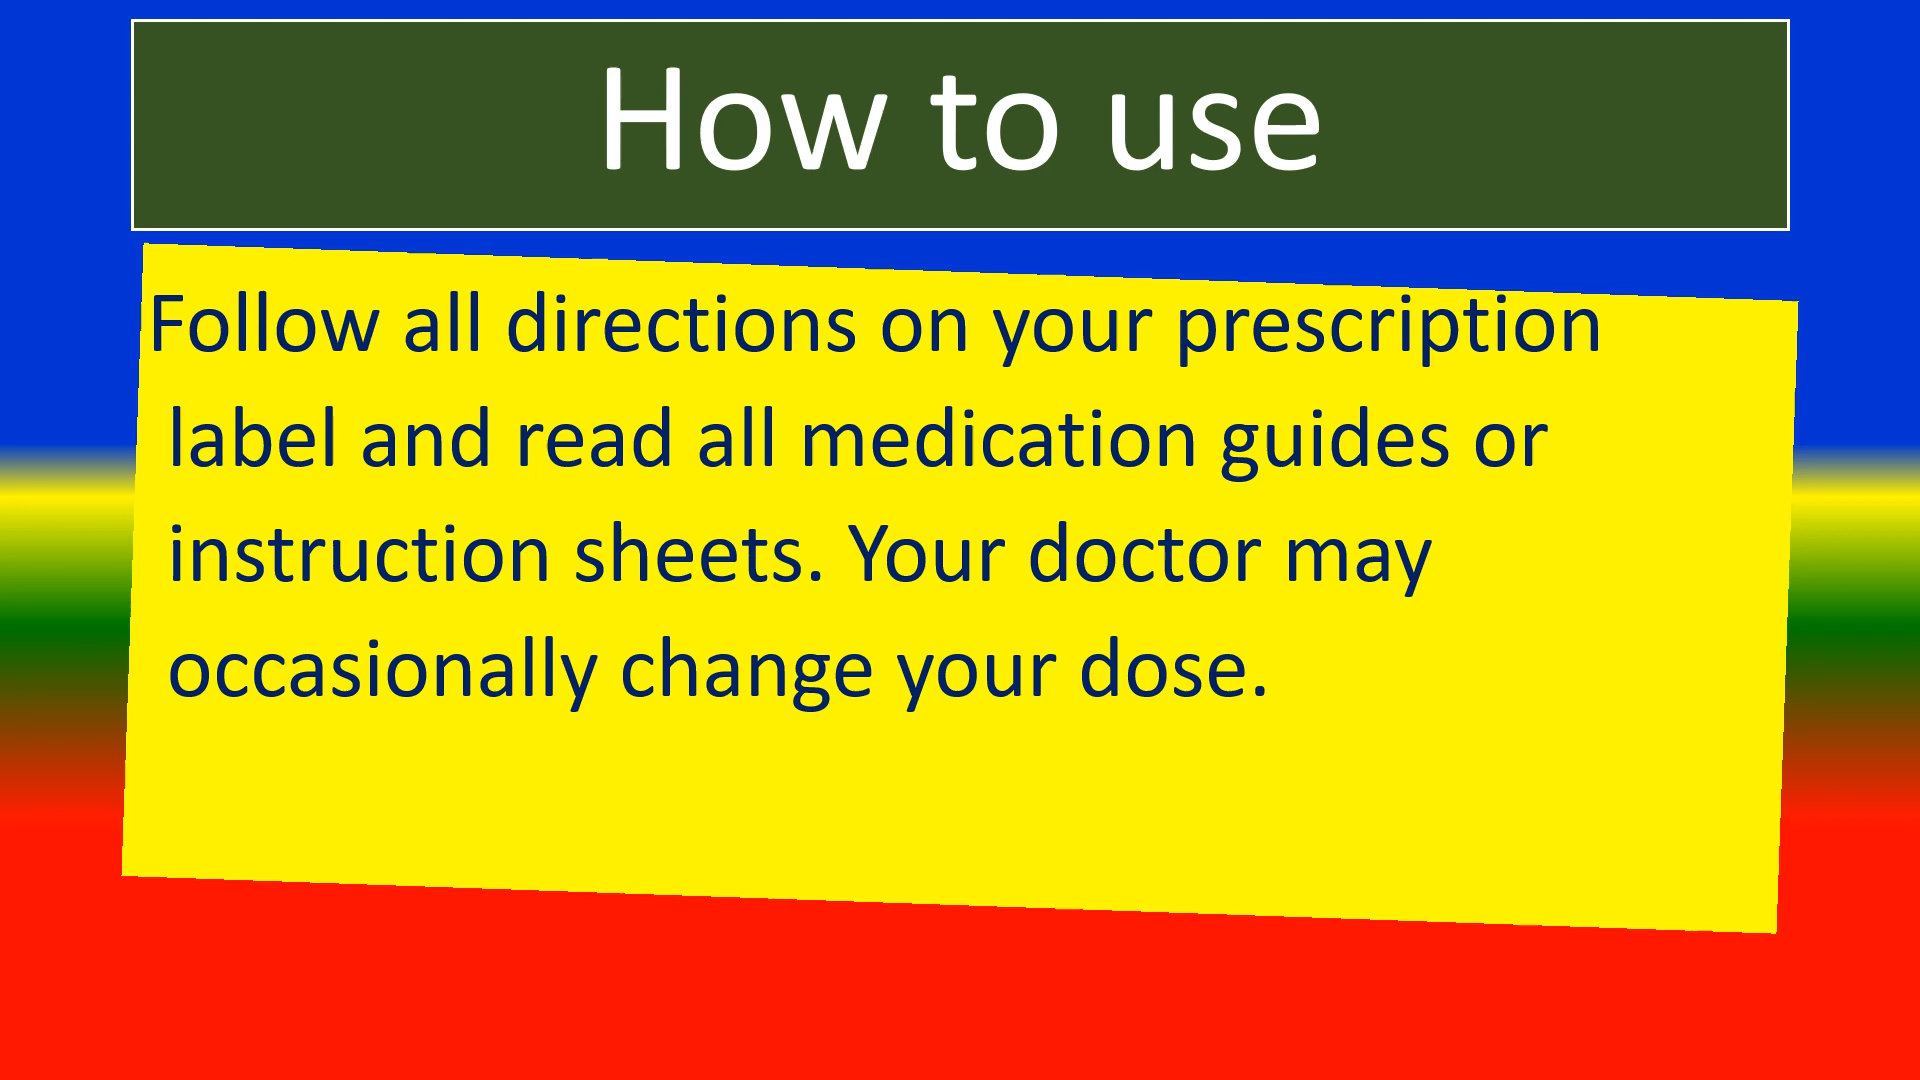 How to use
Follow all directions on your prescription
label and read all medication guides or
instruction sheets. Your doctor may
occasionally change your dose.